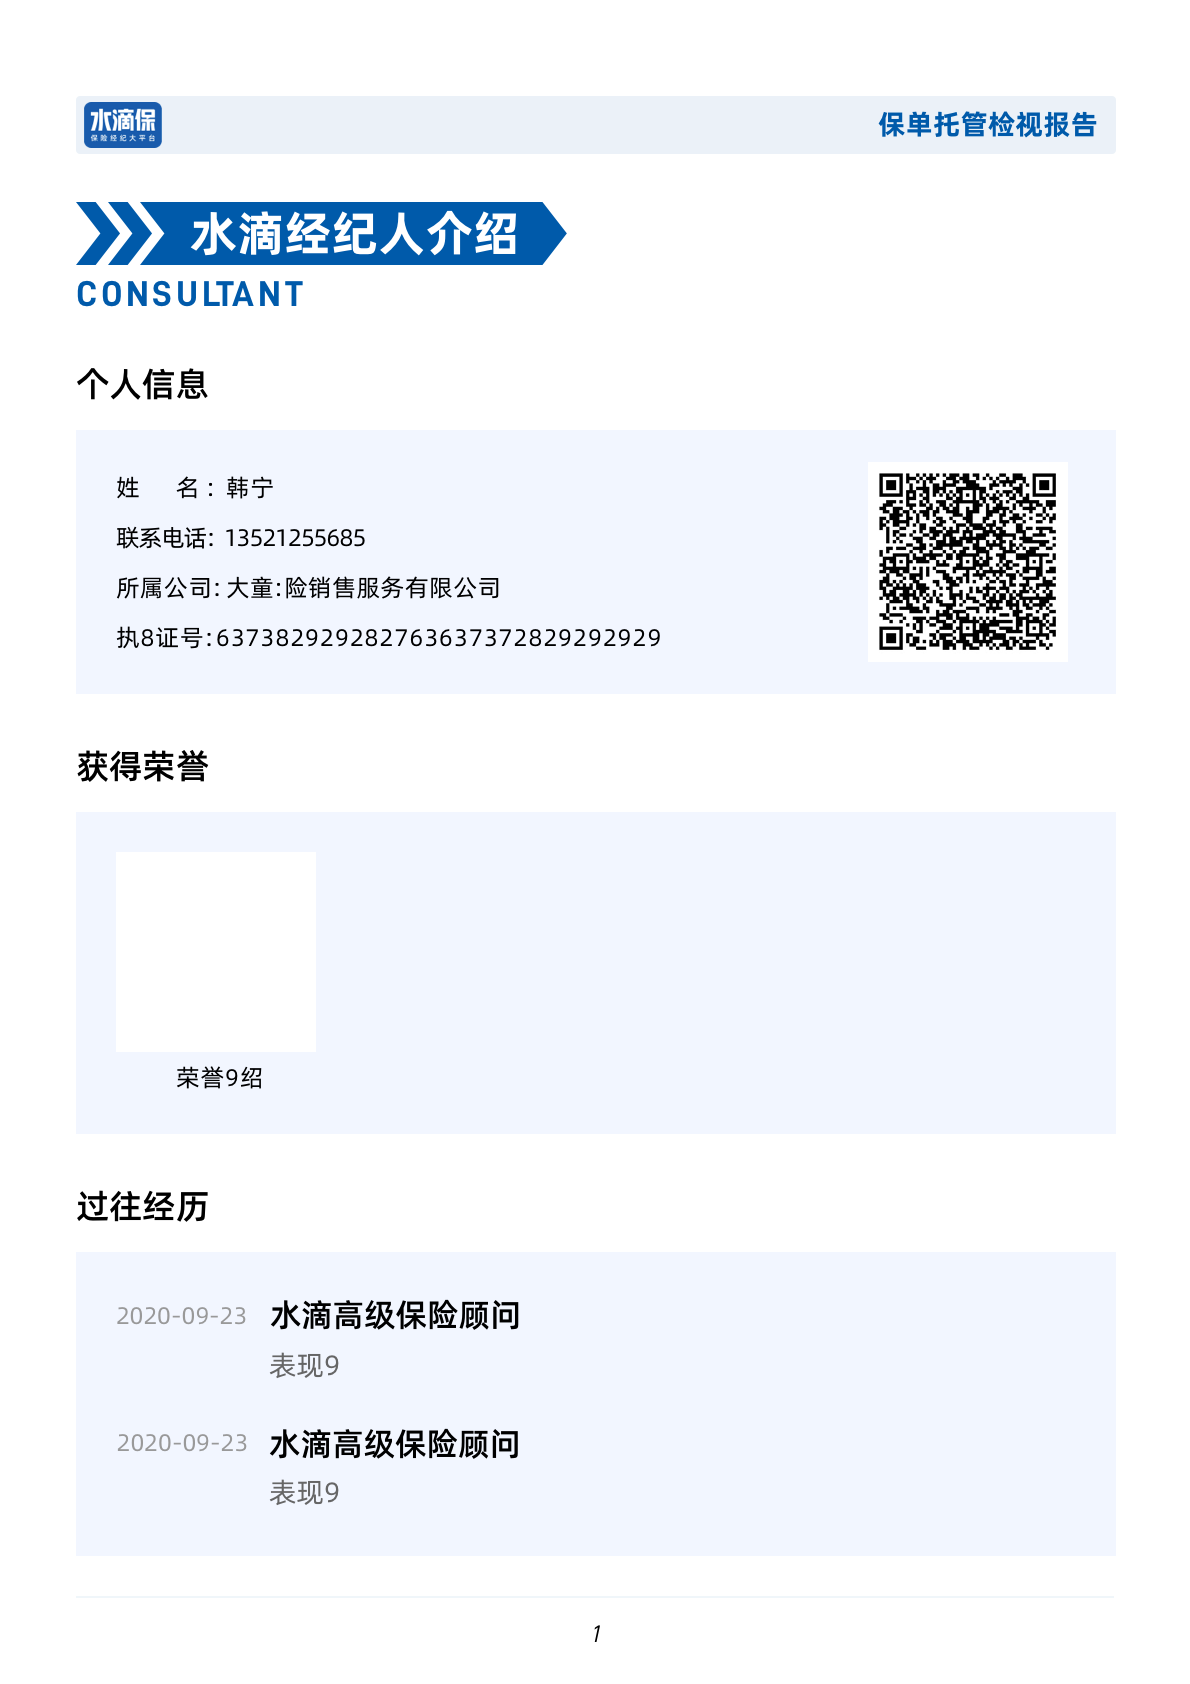 水滴保
保险经纪大平台
保单托管检视报告
水滴经纪人介绍
CONSULTANT
个人信息
姓 名：韩宁
联系电话：13521255685
所属公司：大童:险销售服务有限公司
执8证号：637382929282763637372829292929
获得荣誉
荣誉9绍
过往经历
2020-09-23 水滴高级保险顾问
表现9
2020-09-23 水滴高级保险顾问
表现9
1